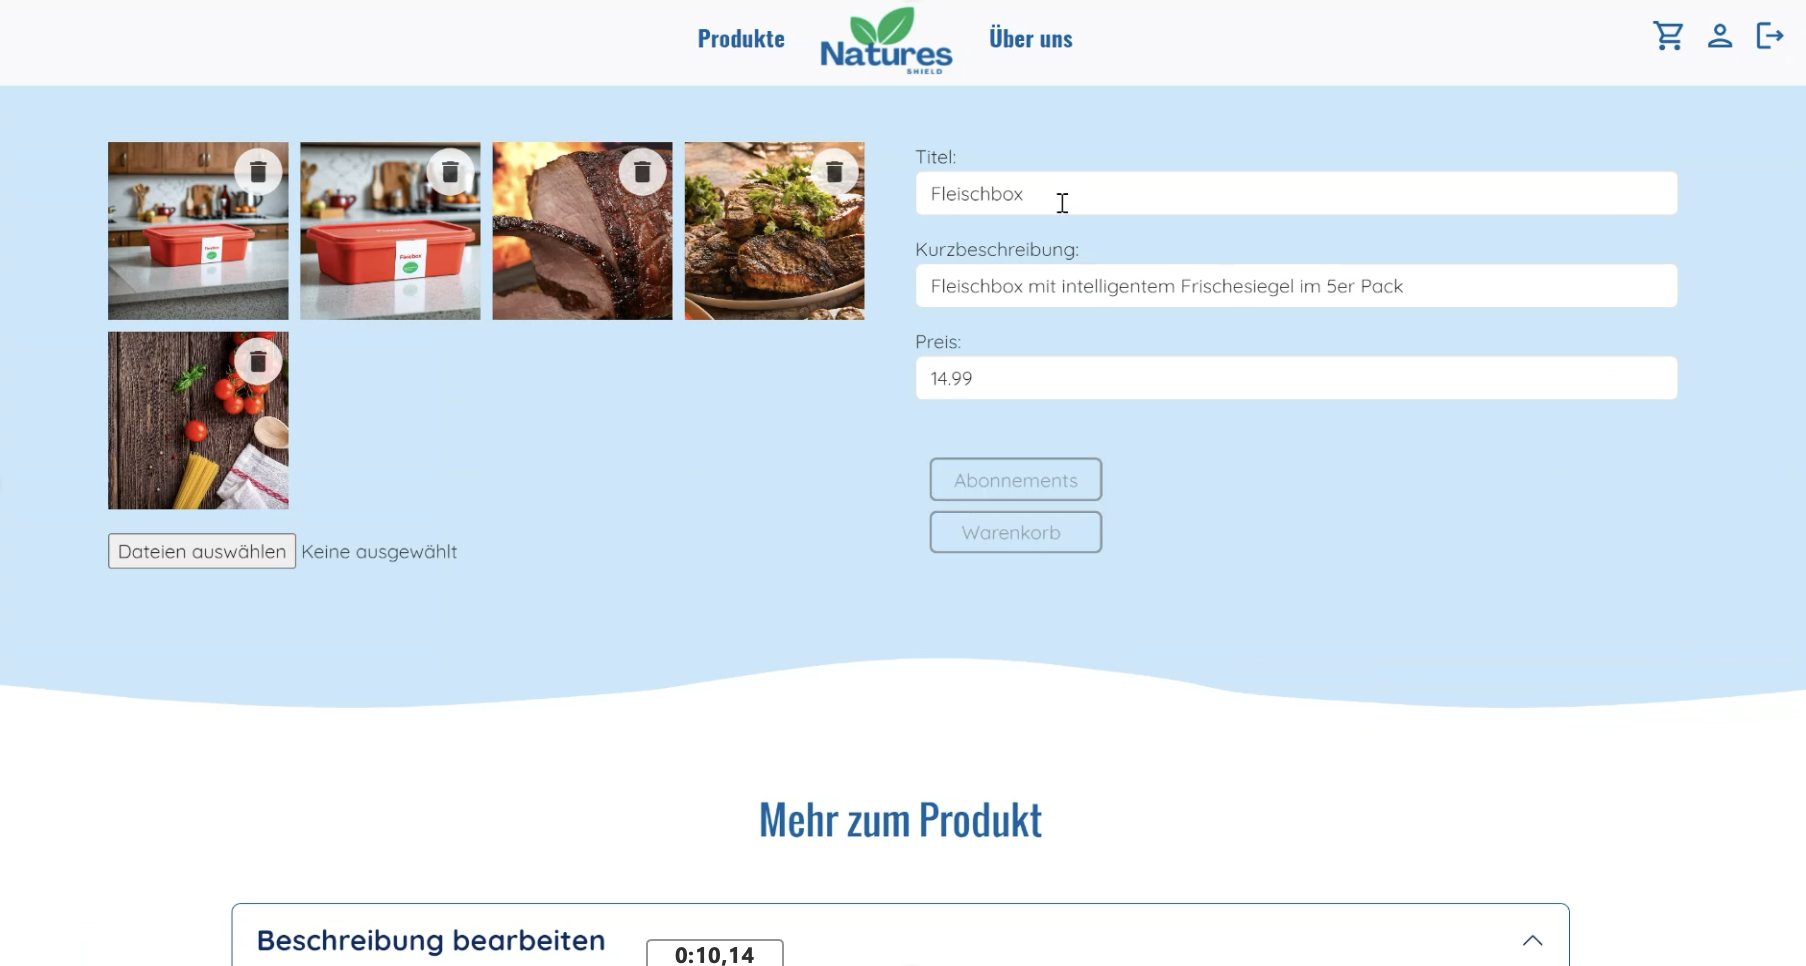 Produkte
Natures
SHIELD
Über uns
Titel:
Fleischbox
Kurzbeschreibung:
Fleischbox mit intelligentem Frischesiegel im 5er Pack
Preis:
14.99
Abonnements
Warenkorb
Dateien auswählen Keine ausgewählt
Mehr zum Produkt
Beschreibung bearbeiten
0:10,14